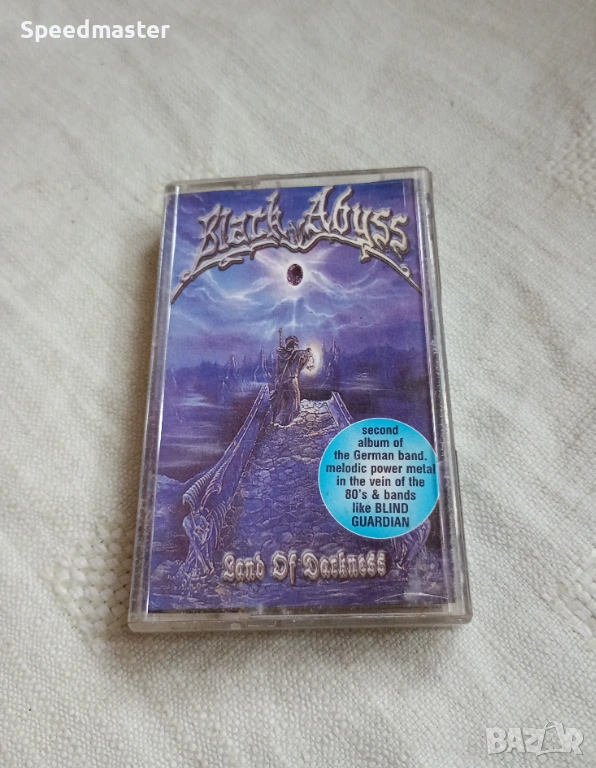 Speedmaster
Black Abyss
second
album of
the German band.
melodic power metal
in the vein of the
80's & bands
like BLIND
GUARDIAN
Land Of Darkness
BAZAR